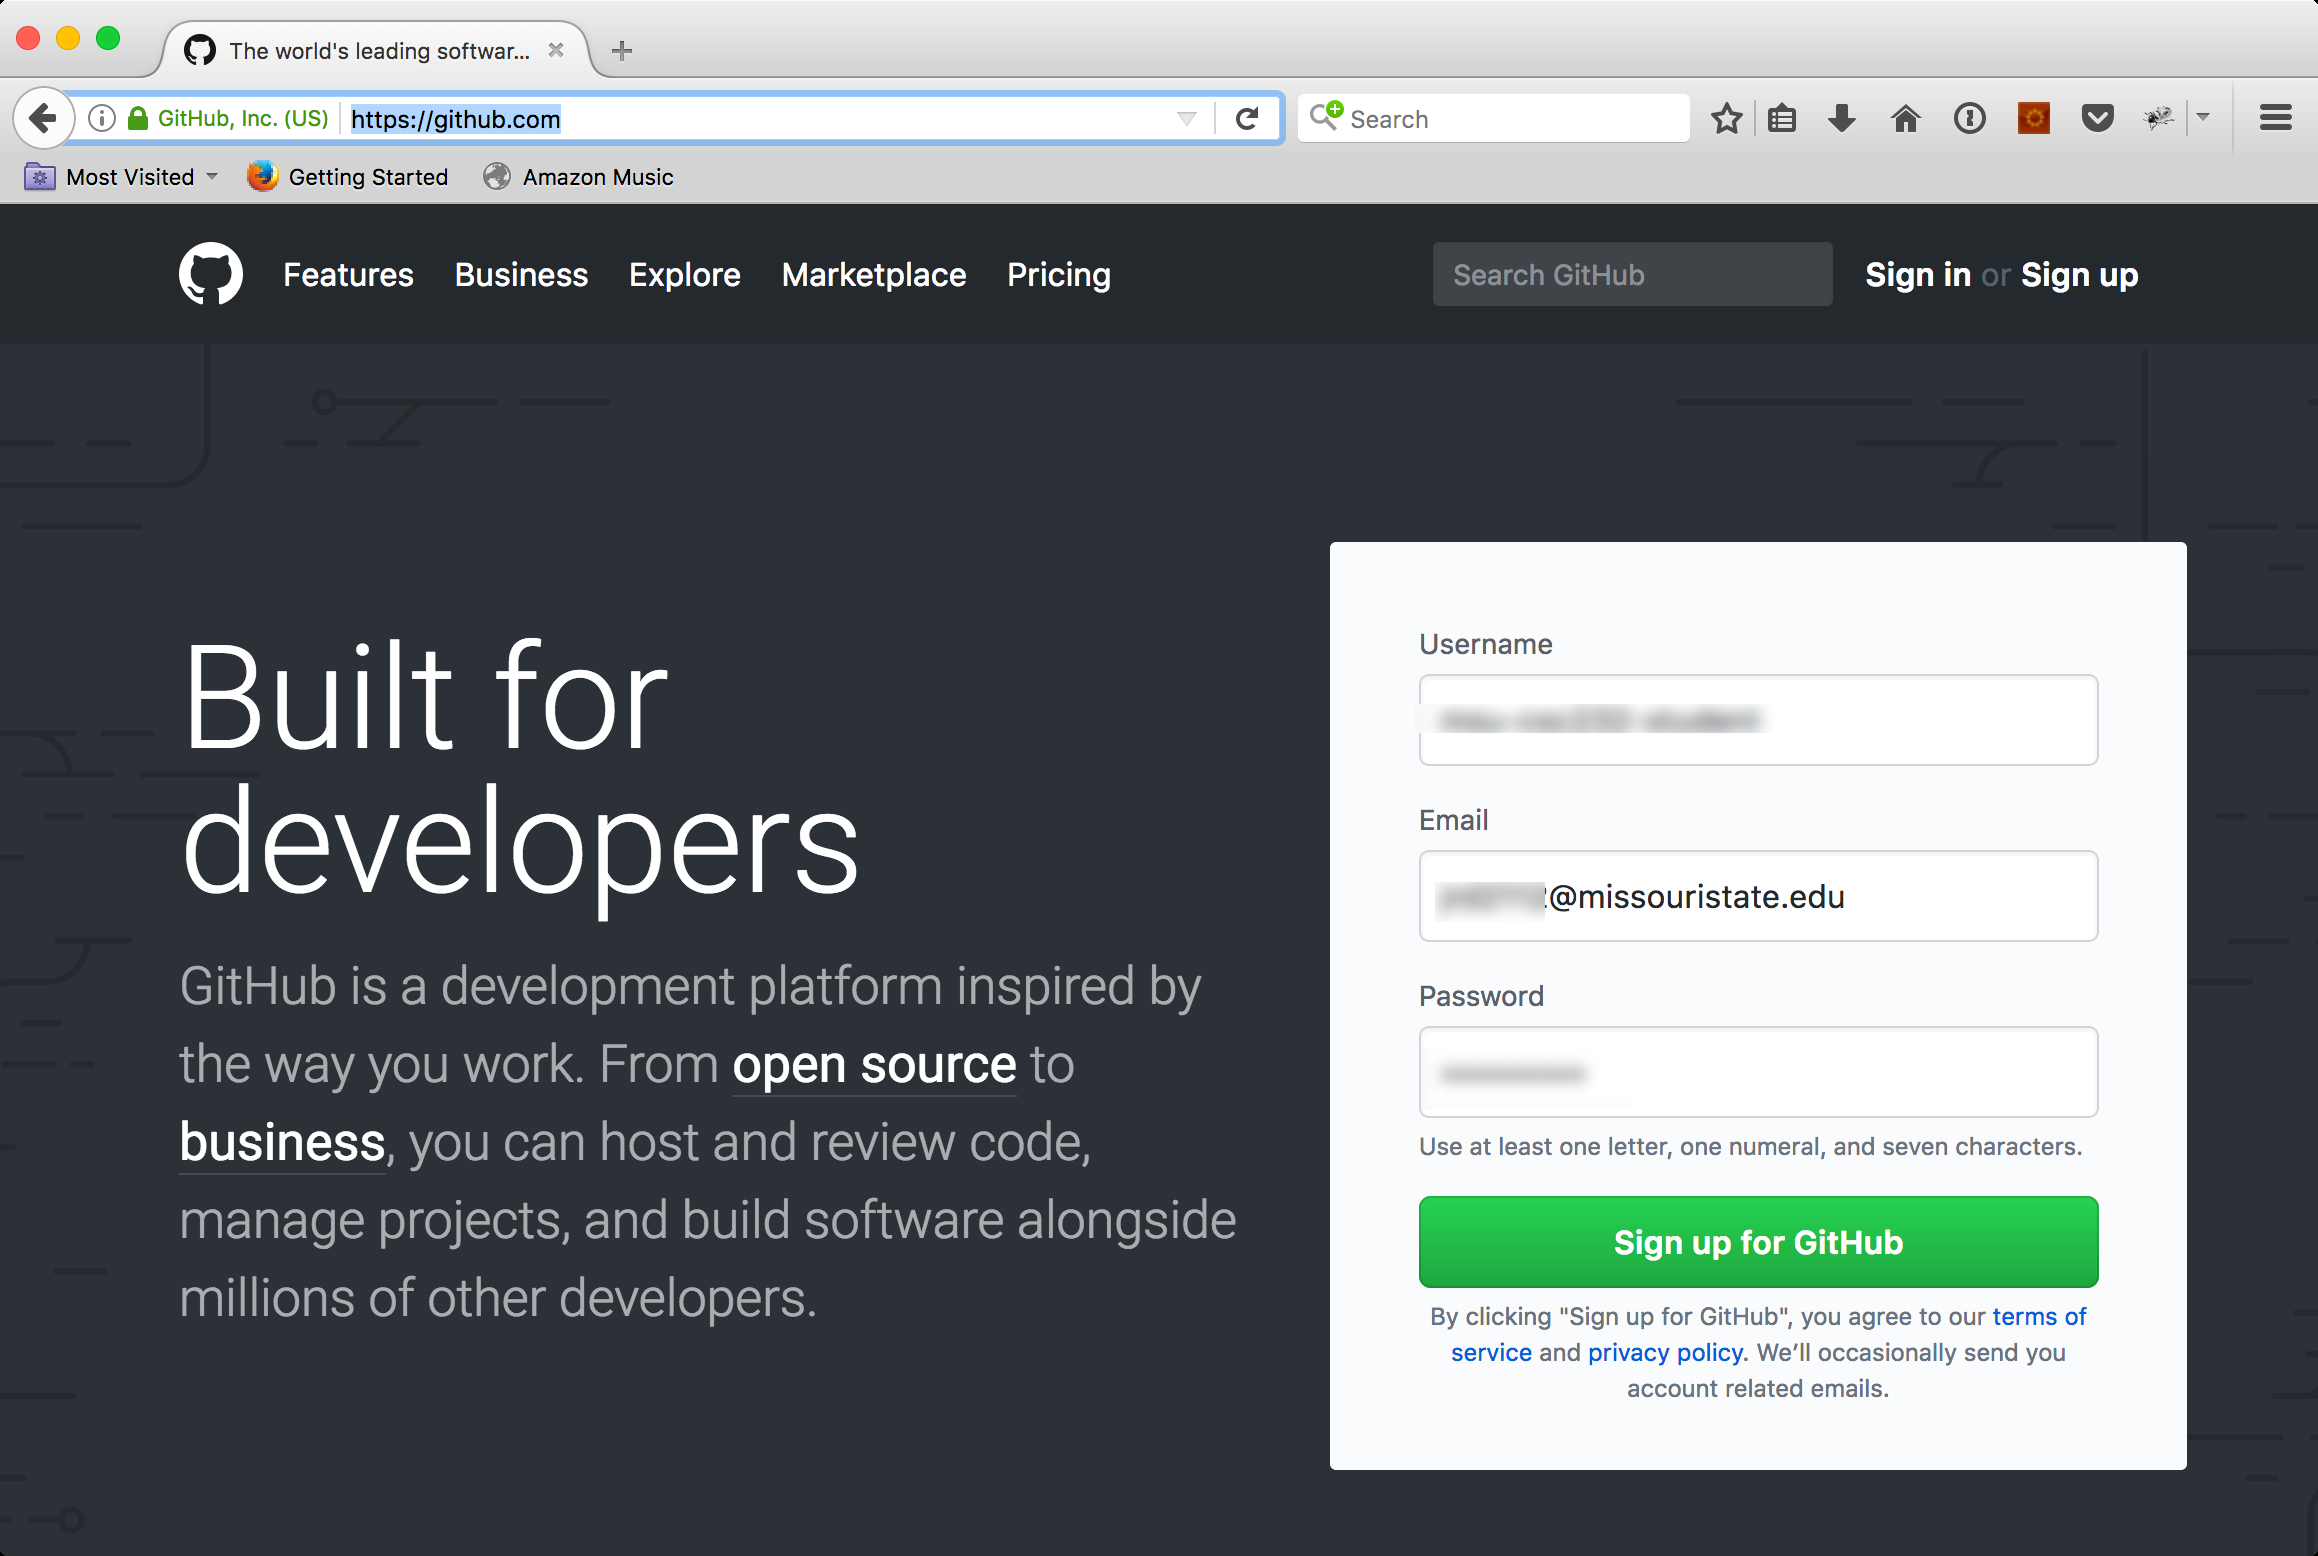 The world's leading softwar...
GitHub, Inc. (US) https://github.com
Search
Most Visited Getting Started Amazon Music
Features Business Explore Marketplace Pricing
Search GitHub
Sign in or Sign up
Built for
developers
GitHub is a development platform inspired by
the way you work. From open source to
business, you can host and review code,
manage projects, and build software alongside
millions of other developers.
Username
Email
@missouristate.edu
Password
Use at least one letter, one numeral, and seven characters.
Sign up for GitHub
By clicking "Sign up for GitHub", you agree to our terms of
service and privacy policy. We’ll occasionally send you
account related emails.